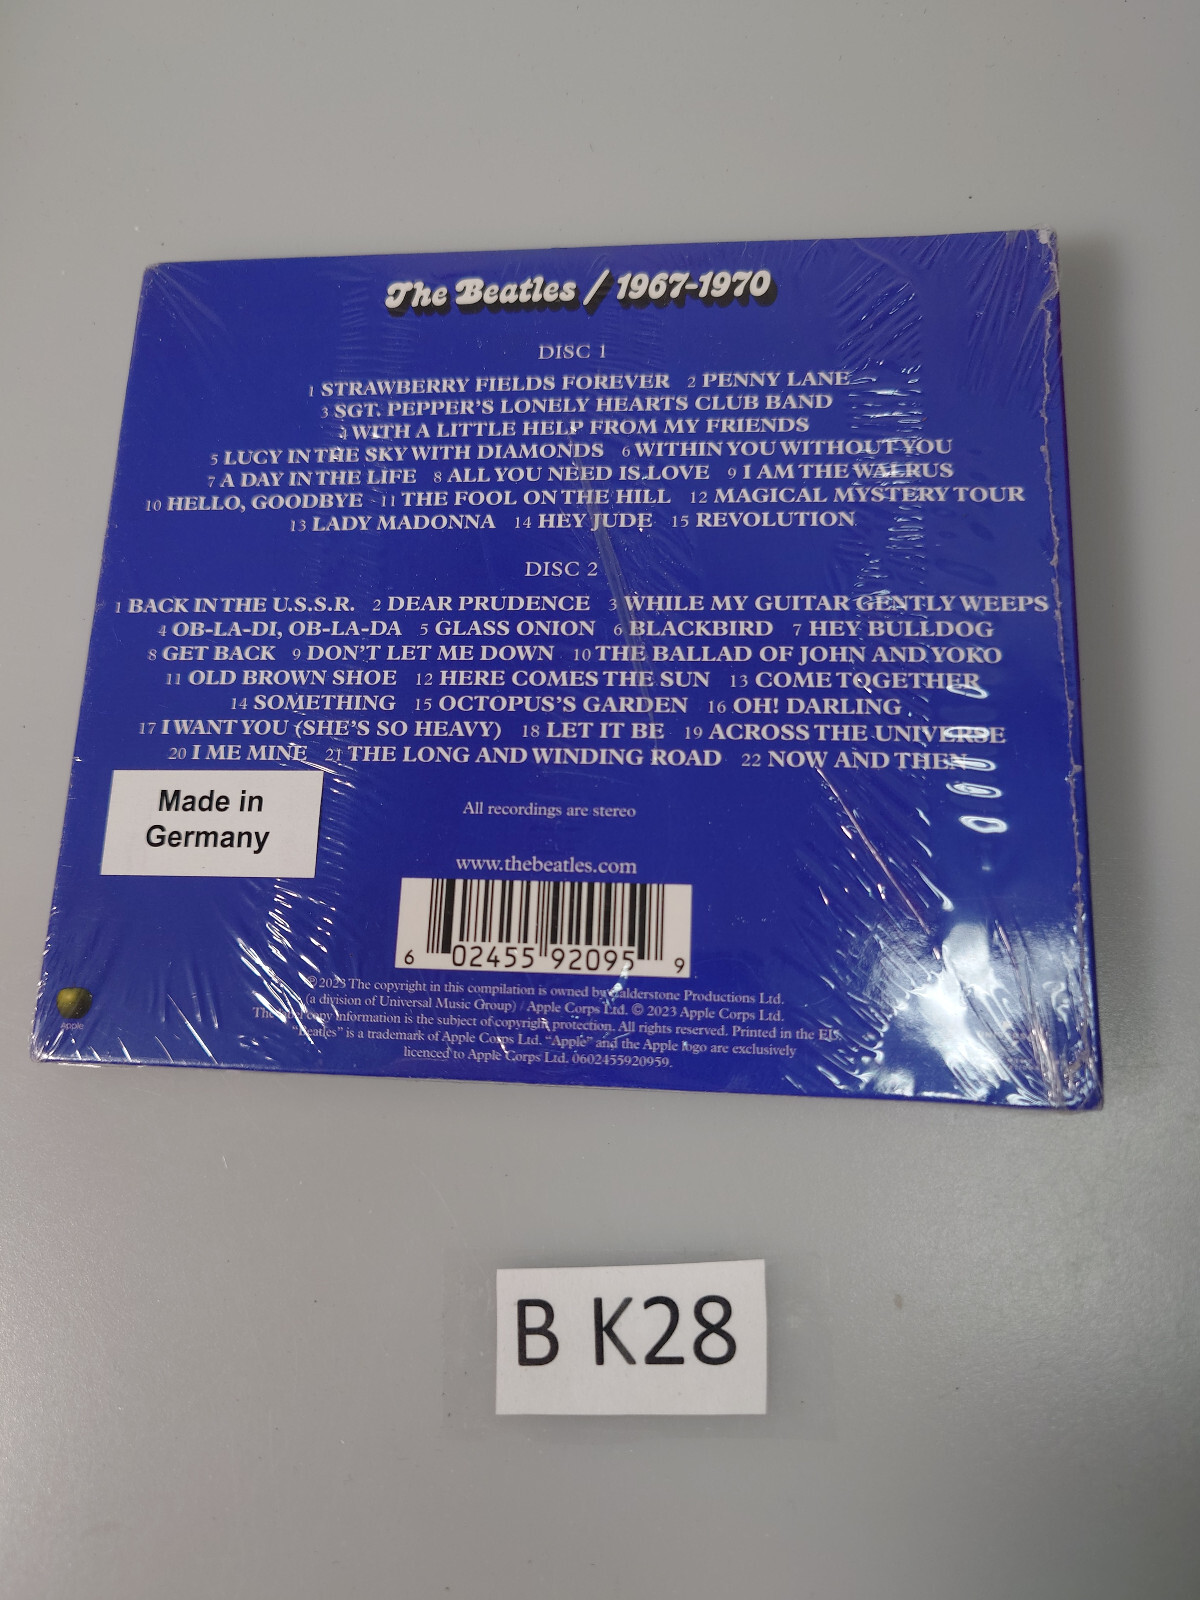 The Beatles / 1967-1970
DISC 1
1 STRAWBERRY FIELDS FOREVER 2 PENNY LANE
3 SGT. PEPPER'S LONELY HEARTS CLUB BAND
4 WITH A LITTLE HELP FROM MY FRIENDS
5 LUCY IN THE SKY WITH DIAMONDS 6 WITHIN YOU WITHOUT YOU
7 A DAY IN THE LIFE 8 ALL YOU NEED IS LOVE 9 I AM THE WALRUS
10 HELLO, GOODBYE 11 THE FOOL ON THE HILL 12 MAGICAL MYSTERY TOUR
13 LADY MADONNA 14 HEY JUDE 15 REVOLUTION
DISC 2
1 BACK IN THE U.S.S.R. 2 DEAR PRUDENCE 3 WHILE MY GUITAR GENTLY WEEPS
4 OB-LA-DI, OB-LA-DA 5 GLASS ONION 6 BLACKBIRD 7 HEY BULLDOG
8 GET BACK 9 DON'T LET ME DOWN 10 THE BALLAD OF JOHN AND YOKO
11 OLD BROWN SHOE 12 HERE COMES THE SUN 13 COME TOGETHER
14 SOMETHING 15 OCTOPUS'S GARDEN 16 OH! DARLING
17 I WANT YOU (SHE'S SO HEAVY) 18 LET IT BE 19 ACROSS THE UNIVERSE
20 I ME MINE 21 THE LONG AND WINDING ROAD 22 NOW AND THEN
Made in
Germany
All recordings are stereo
www.thebeatles.com
6 02455 92095 9
℗ 2023 The copyright in this compilation is owned by Calderstone Productions Ltd.
(a division of Universal Music Group) / Apple Corps Ltd. © 2023 Apple Corps Ltd.
The label copy information is the subject of copyright protection. All rights reserved. Printed in the EU.
"Beatles" is a trademark of Apple Corps Ltd. "Apple" and the Apple logo are exclusively
licenced to Apple Corps Ltd. 0602455920959.
apple
B K28